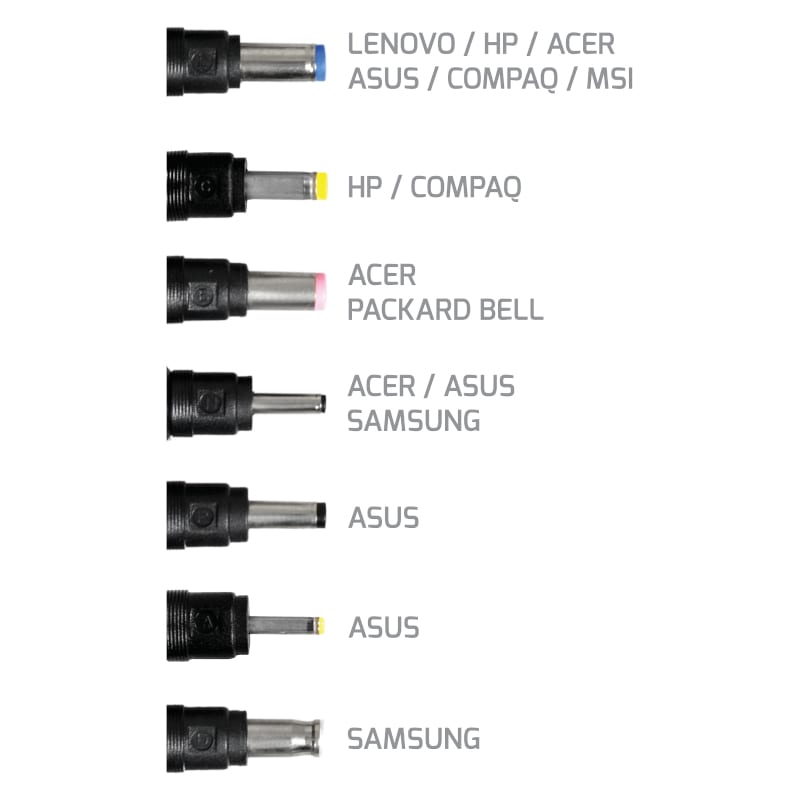 LENOVO / HP / ACER
ASUS / COMPAQ / MSI
HP / COMPAQ
ACER
PACKARD BELL
ACER / ASUS
SAMSUNG
ASUS
ASUS
SAMSUNG